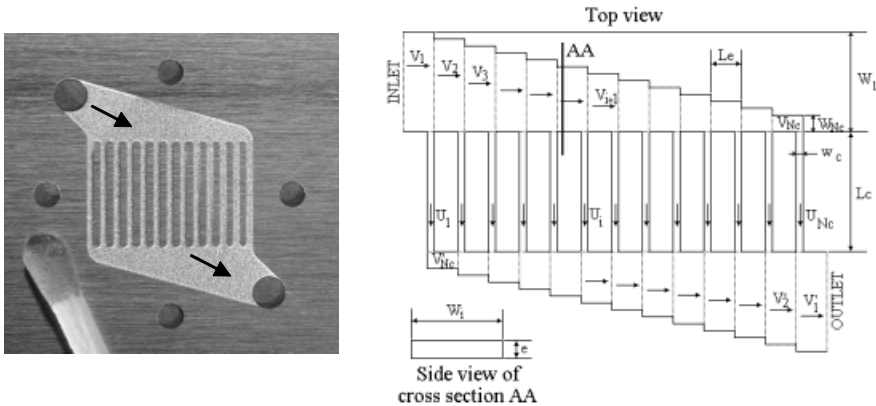 Top view
AA
Le
INLET
V1
V2
V3
Vi+1
VNc
WNc
W1
wc
Lc
U1
Ui
UNc
V'Nc
V'2
V'1
OUTLET
Wi
e
Side view of
cross section AA